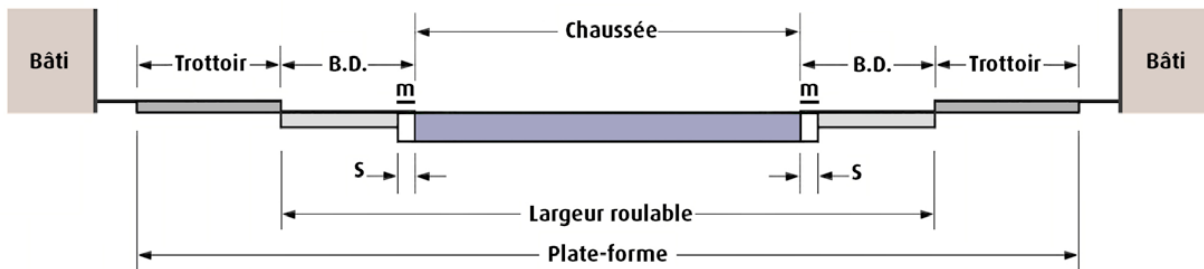 Chaussée
Bâti Trottoir B.D. B.D. Trottoir Bâti
m m
S S
Largeur roulable
Plate-forme